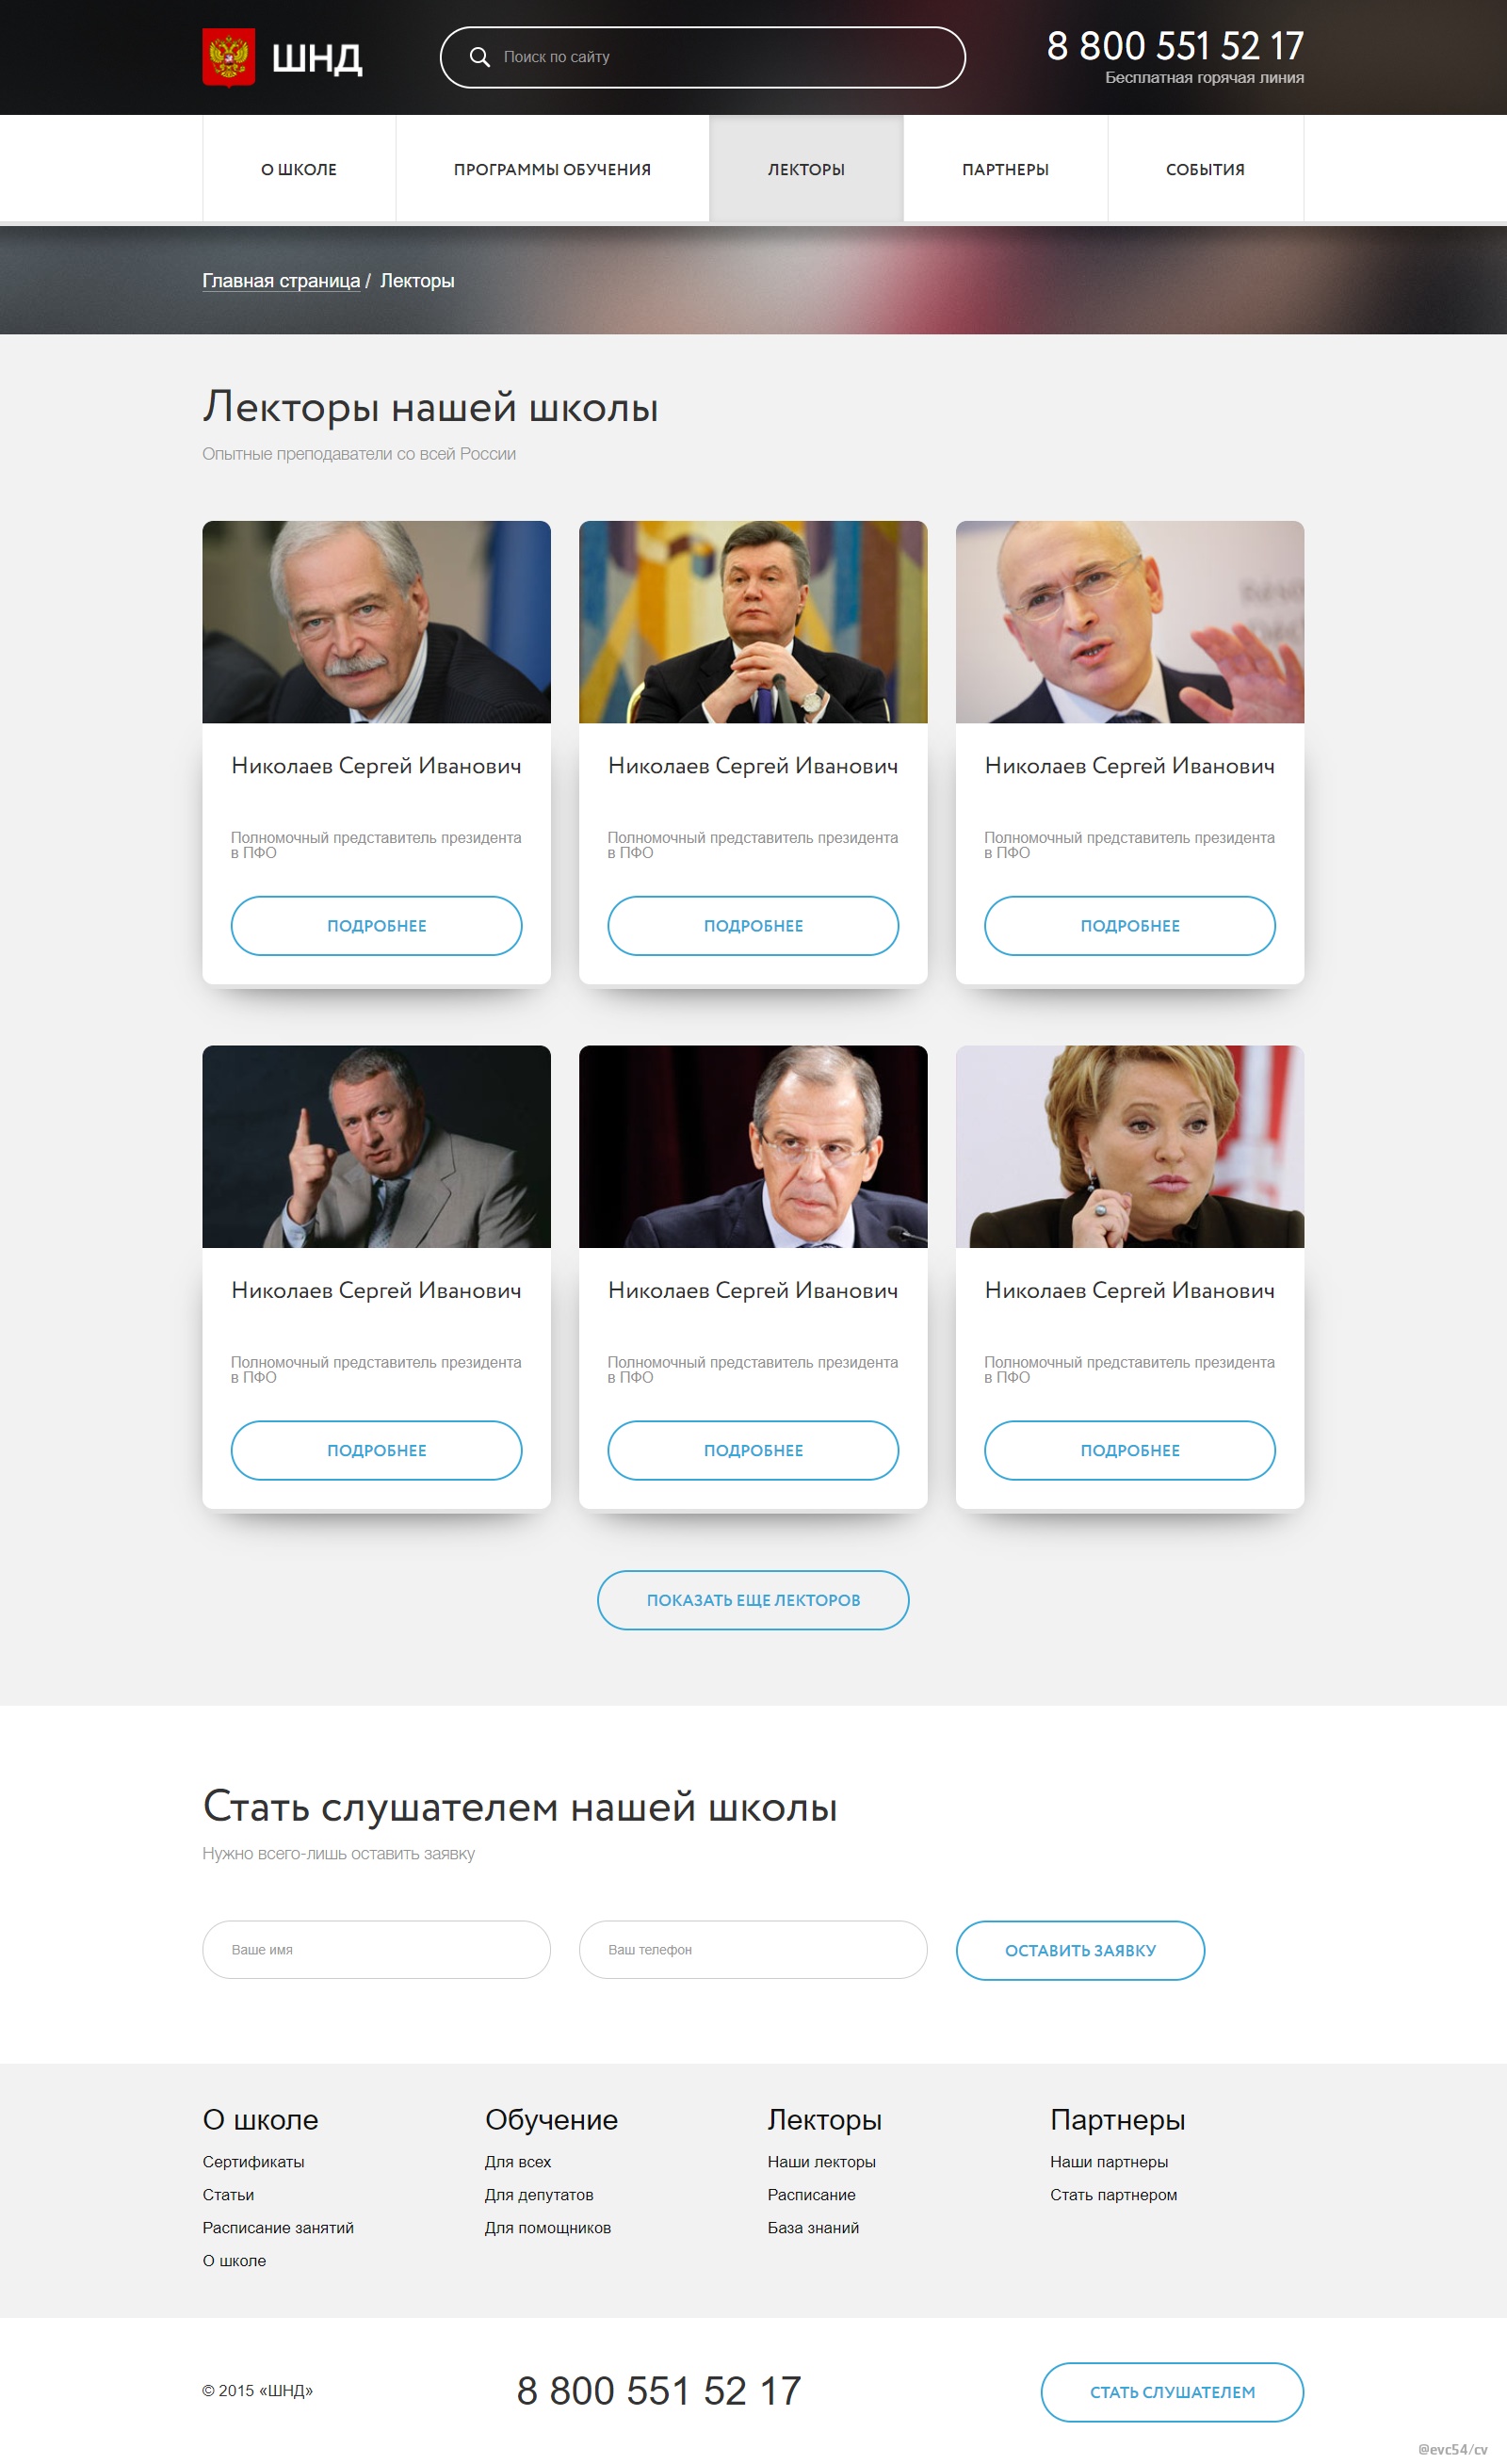 ШНД
Поиск по сайту
8 800 551 52 17
Бесплатная горячая линия
О ШКОЛЕ
ПРОГРАММЫ ОБУЧЕНИЯ
ЛЕКТОРЫ
ПАРТНЕРЫ
СОБЫТИЯ
Главная страница / Лекторы
Лекторы нашей школы
Опытные преподаватели со всей России
Николаев Сергей Иванович
Полномочный представитель президента
в ПФО
ПОДРОБНЕЕ
Николаев Сергей Иванович
Полномочный представитель президента
в ПФО
ПОДРОБНЕЕ
Николаев Сергей Иванович
Полномочный представитель президента
в ПФО
ПОДРОБНЕЕ
Николаев Сергей Иванович
Полномочный представитель президента
в ПФО
ПОДРОБНЕЕ
Николаев Сергей Иванович
Полномочный представитель президента
в ПФО
ПОДРОБНЕЕ
Николаев Сергей Иванович
Полномочный представитель президента
в ПФО
ПОДРОБНЕЕ
ПОКАЗАТЬ ЕЩЕ ЛЕКТОРОВ
Стать слушателем нашей школы
Нужно всего-лишь оставить заявку
Ваше имя
Ваш телефон
ОСТАВИТЬ ЗАЯВКУ
О школе
Сертификаты
Статьи
Расписание занятий
О школе
Обучение
Для всех
Для депутатов
Для помощников
Лекторы
Наши лекторы
Расписание
База знаний
Партнеры
Наши партнеры
Стать партнером
© 2015 «ШНД»
8 800 551 52 17
СТАТЬ СЛУШАТЕЛЕМ
@evc54/cv